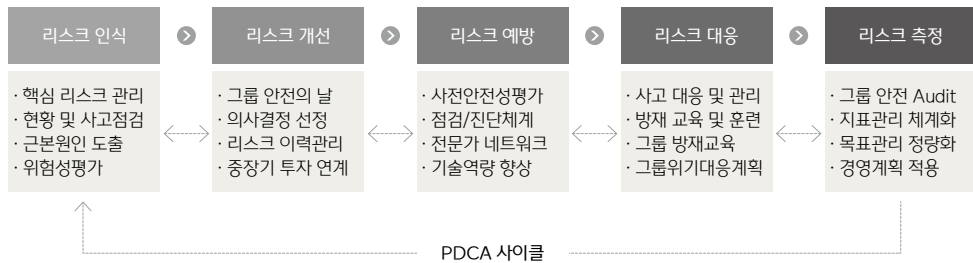 리스크 인식
· 핵심 리스크 관리
· 현황 및 사고점검
· 근본원인 도출
· 위험성평가
리스크 개선
· 그룹 안전의 날
· 의사결정 선정
· 리스크 이력관리
· 중장기 투자 연계
리스크 예방
· 사전안전성평가
· 점검/진단체계
· 전문가 네트워크
· 기술역량 향상
리스크 대응
· 사고 대응 및 관리
· 방재 교육 및 훈련
· 그룹 방재교육
· 그룹위기대응계획
리스크 측정
· 그룹 안전 Audit
· 지표관리 체계화
· 목표관리 정량화
· 경영계획 적용
PDCA 사이클